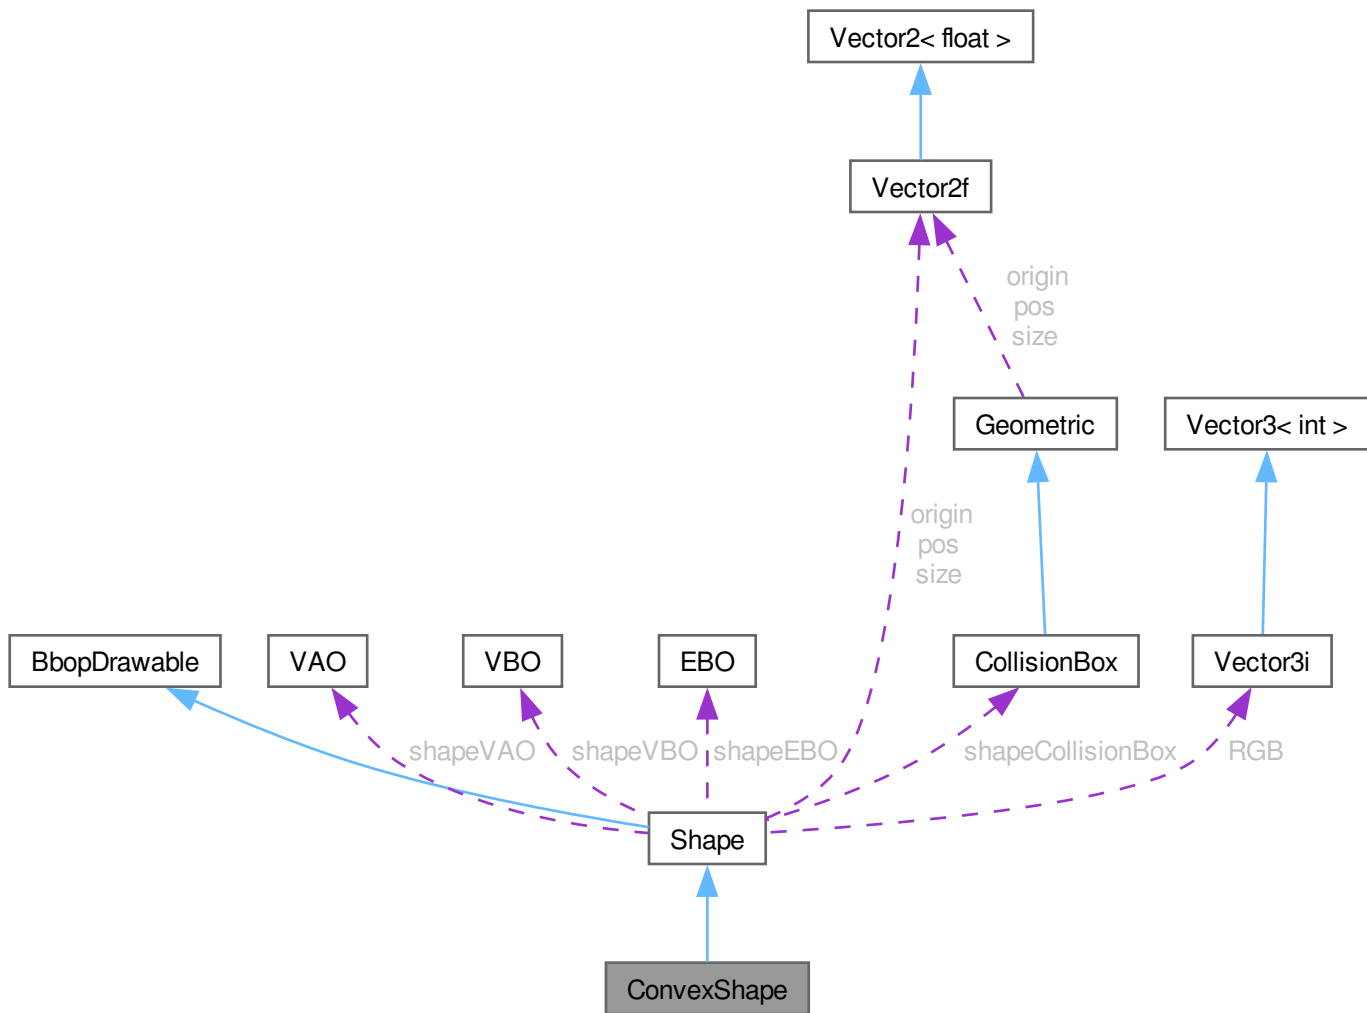 Vector2< float >
Vector2f
origin
pos
size
Geometric
Vector3< int >
origin
pos
size
BbopDrawable
VAO
VBO
EBO
CollisionBox
Vector3i
shapeVAO
shapeVBO
shapeEBO
shapeCollisionBox
RGB
Shape
ConvexShape